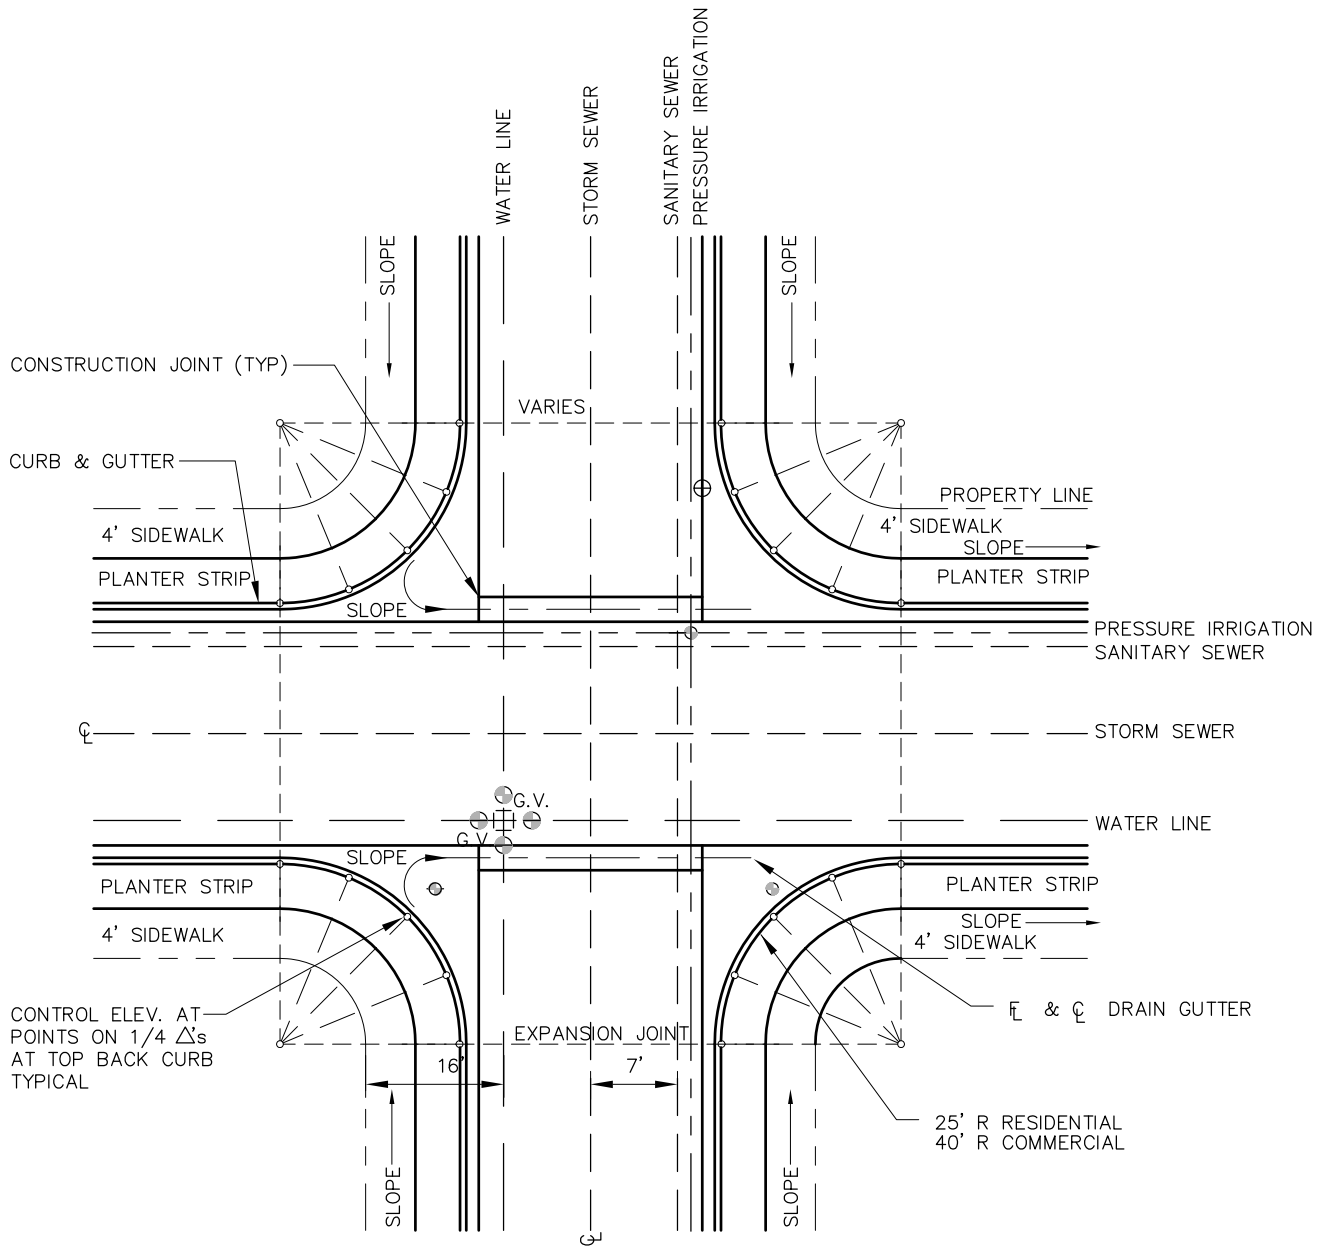 WATER LINE
STORM SEWER
SANITARY SEWER
PRESSURE IRRIGATION
SLOPE
SLOPE
CONSTRUCTION JOINT (TYP)
VARIES
CURB & GUTTER
PROPERTY LINE
4' SIDEWALK
4' SIDEWALK
SLOPE
PLANTER STRIP
PLANTER STRIP
SLOPE
PRESSURE IRRIGATION
SANITARY SEWER
℄
STORM SEWER
G.V.
WATER LINE
G.V.
SLOPE
PLANTER STRIP
PLANTER STRIP
SLOPE
4' SIDEWALK
4' SIDEWALK
CONTROL ELEV. AT
POINTS ON 1/4 Δ's
AT TOP BACK CURB
TYPICAL
FL & ℄ DRAIN GUTTER
EXPANSION JOINT
16'
7'
25' R RESIDENTIAL
40' R COMMERCIAL
SLOPE
SLOPE
℄